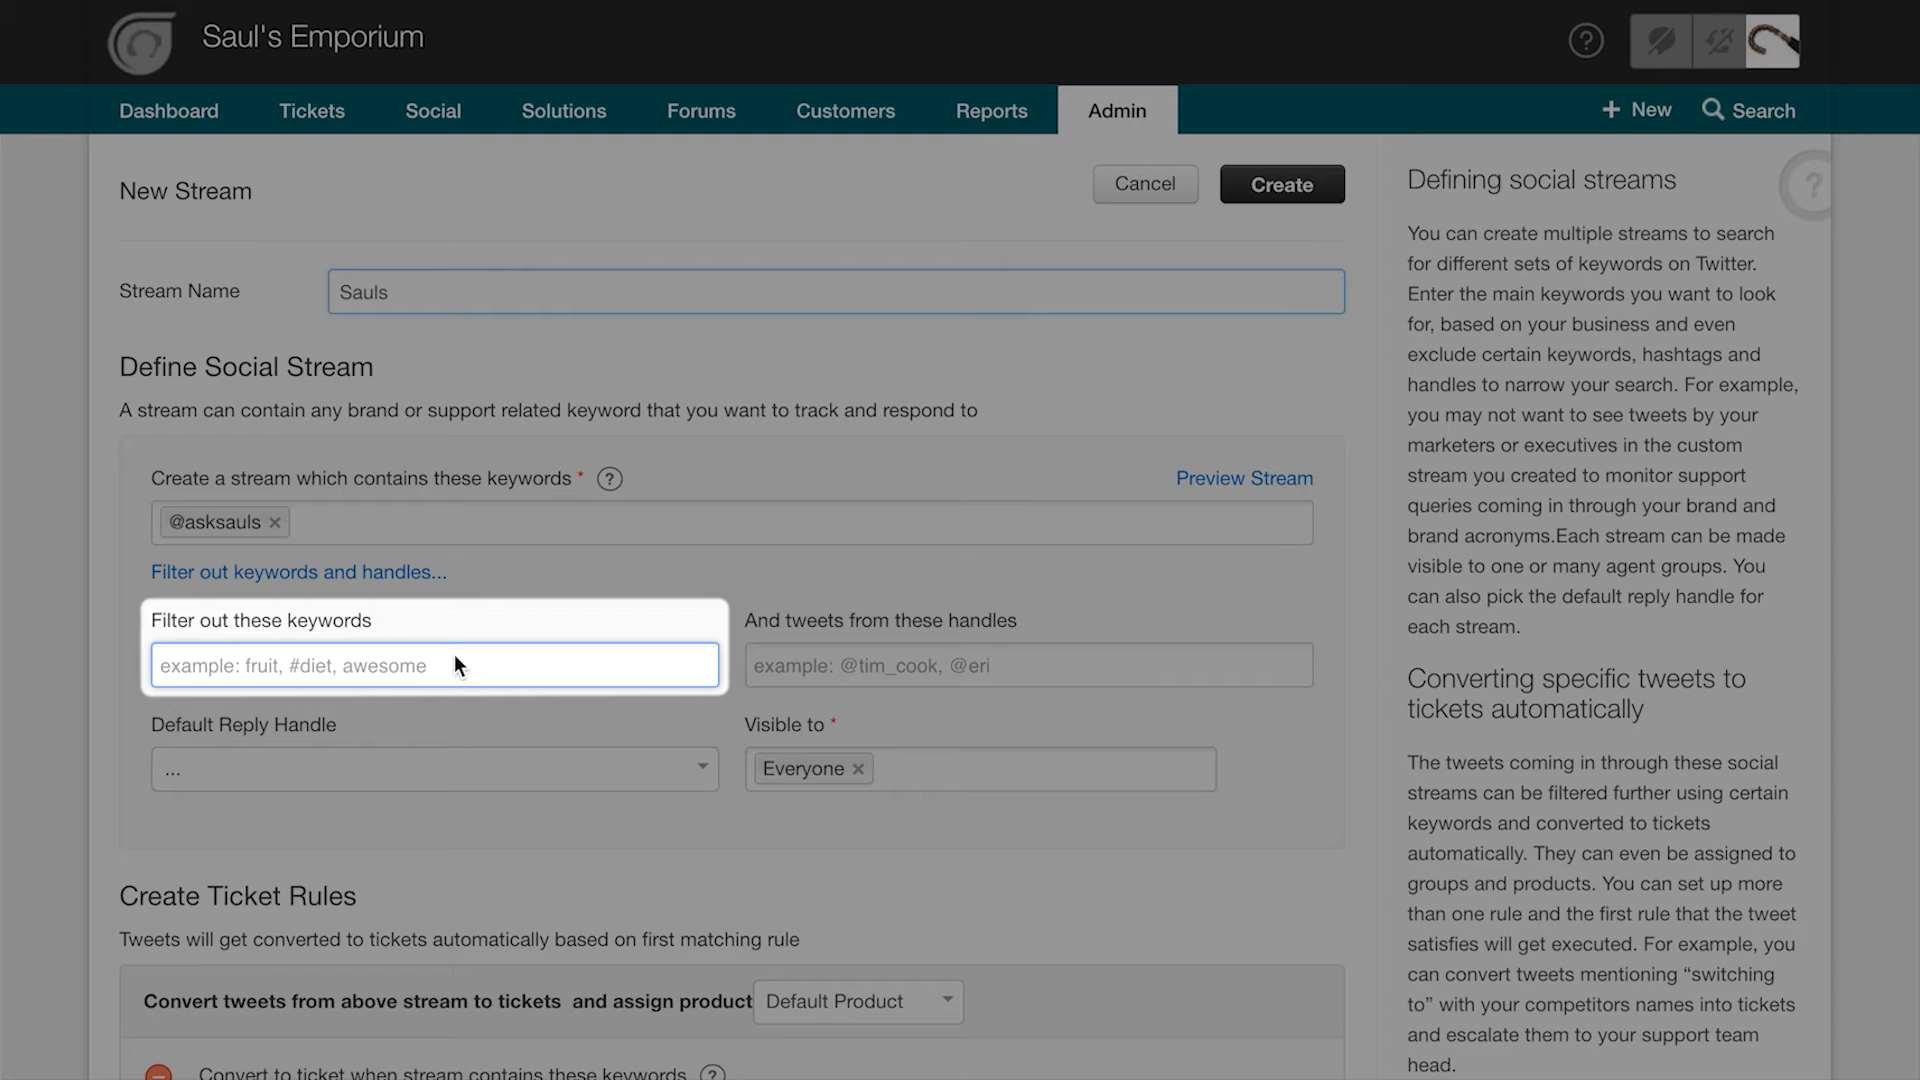 Saul's Emporium
?
Dashboard Tickets Social Solutions Forums Customers Reports Admin + New Search
New Stream
Cancel
Create
Stream Name
Sauls
Define Social Stream
A stream can contain any brand or support related keyword that you want to track and respond to
Create a stream which contains these keywords * ?
Preview Stream
@asksauls ×
Filter out keywords and handles...
Filter out these keywords
example: fruit, #diet, awesome
And tweets from these handles
example: @tim_cook, @eri
Default Reply Handle
...
Visible to *
Everyone ×
Create Ticket Rules
Tweets will get converted to tickets automatically based on first matching rule
Convert tweets from above stream to tickets and assign product
Default Product
Convert to ticket when stream contains these keywords ?
Defining social streams
?
You can create multiple streams to search
for different sets of keywords on Twitter.
Enter the main keywords you want to look
for, based on your business and even
exclude certain keywords, hashtags and
handles to narrow your search. For example,
you may not want to see tweets by your
marketers or executives in the custom
stream you created to monitor support
queries coming in through your brand and
brand acronyms.Each stream can be made
visible to one or many agent groups. You
can also pick the default reply handle for
each stream.
Converting specific tweets to
tickets automatically
The tweets coming in through these social
streams can be filtered further using certain
keywords and converted to tickets
automatically. They can even be assigned to
groups and products. You can set up more
than one rule and the first rule that the tweet
satisfies will get executed. For example, you
can convert tweets mentioning “switching
to” with your competitors names into tickets
and escalate them to your support team
head.